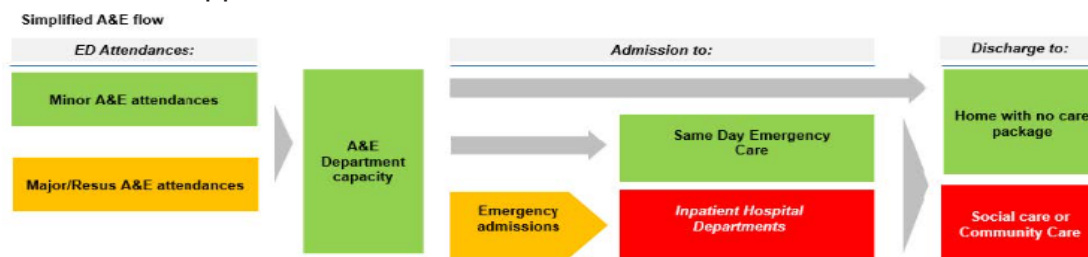 Simplified A&E flow
ED Attendances:
Admission to:
Discharge to:
Minor A&E attendances
Major/Resus A&E attendances
A&E
Department
capacity
Same Day Emergency
Care
Emergency
admissions
Inpatient Hospital
Departments
Home with no care
package
Social care or
Community Care